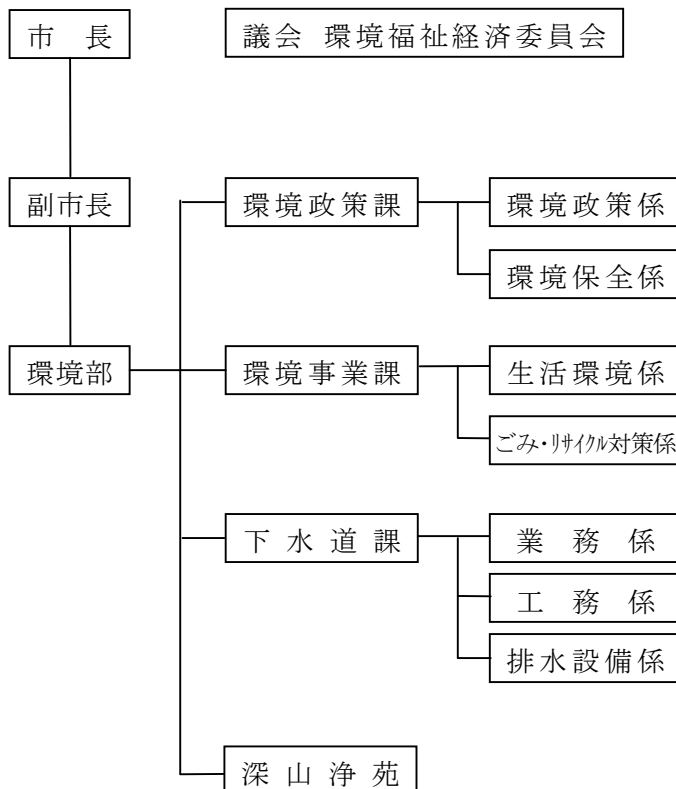 市 長
議会 環境福祉経済委員会
副市長
環境政策課
環境政策係
環境保全係
環境部
環境事業課
生活環境係
ごみ・リサイクル対策係
下 水 道 課
業 務 係
工 務 係
排水設備係
深 山 浄 苑